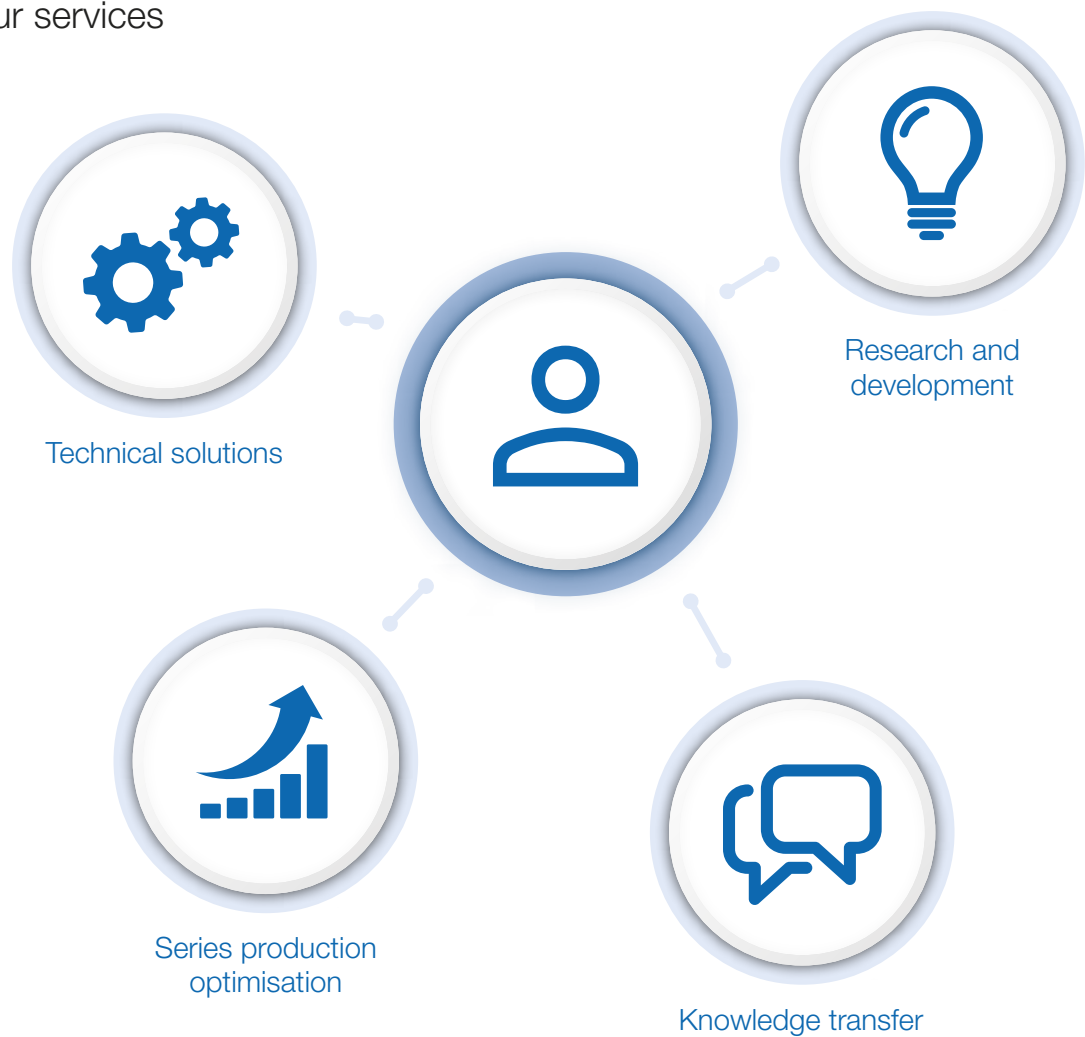 ur services
Research and
development
Technical solutions
Series production
optimisation
Knowledge transfer